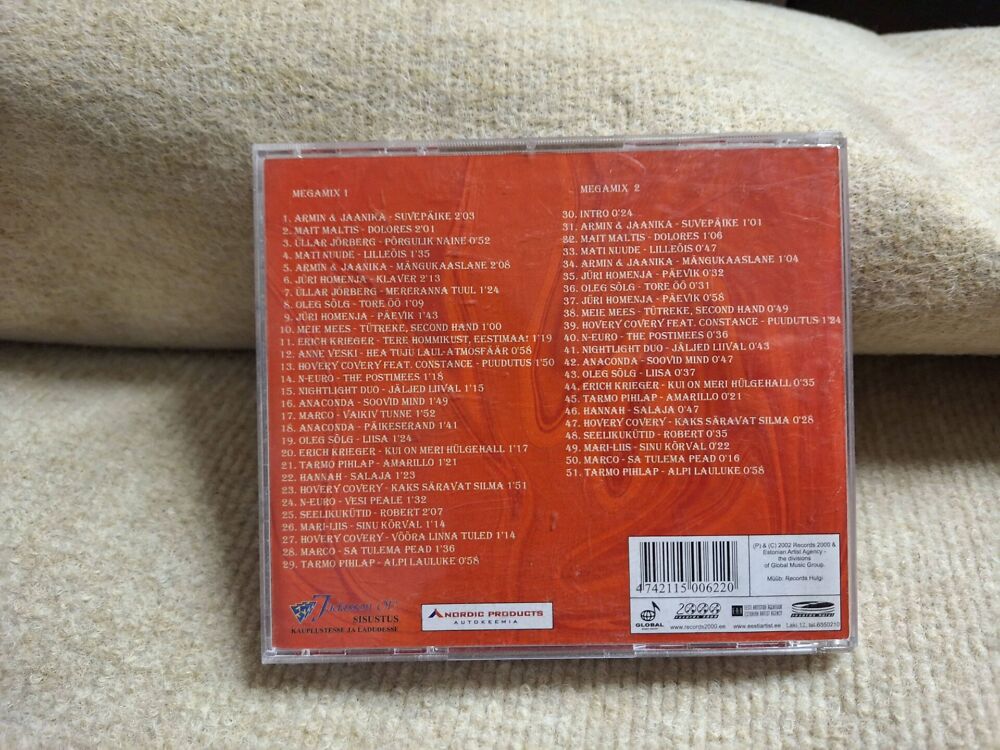 MEGAMIX 1
1. ARMIN & JAANIKA - SUVEPÄIKE 2'03
2. MAIT MALTIS - DOLORES 2'01
3. ÜLLAR JÕRBERG - PÕRGULIK NAINE 0'52
4. MATI NUUDE - LILLEÕIS 1'35
5. ARMIN & JAANIKA - MÄNGUKAASLANE 2'08
6. JÜRI HOMENJA - KLAVER 2'13
7. ÜLLAR JÕRBERG - MERERANNA TUUL 1'24
8. OLEG SÕLG - TORE ÖÖ 1'09
9. JÜRI HOMENJA - PÄEVIK 1'43
10. MEIE MEES - TÜTREKE, SECOND HAND 1'00
11. ERICH KRIEGER - TERE HOMMIKUST, EESTIMAA! 1'19
12. ANNE VESKI - HEA TUJU LAUL-ATMOSFÄÄR 0'58
13. HOVERY COVERY FEAT. CONSTANCE - PUUDUTUS 1'50
14. N-EURO - THE POSTIMEES 1'18
15. NIGHTLIGHT DUO - JÄLJED LIIVAL 1'15
16. ANACONDA - SOOVID MIND 1'49
17. MARCO - VAIKIV TUNNE 1'52
18. ANACONDA - PÄIKESERAND 1'41
19. OLEG SÕLG - LIISA 1'24
20. ERICH KRIEGER - KUI ON MERI HÜLGEHALL 1'17
21. TARMO PIHLAP - AMARILLO 1'21
22. HANNAH - SALAJA 1'23
23. HOVERY COVERY - KAKS SÄRAVAT SILMA 1'51
24. N-EURO - VESI PEALE 1'32
25. SEELIKUKÜTID - ROBERT 2'07
26. MARI-LIIS - SINU KÕRVAL 1'14
27. HOVERY COVERY - VÕÕRA LINNA TULED 1'14
28. MARCO - SA TULEMA PEAD 1'36
29. TARMO PIHLAP - ALPI LAULUKE 0'58
MEGAMIX 2
30. INTRO 0'24
31. ARMIN & JAANIKA - SUVEPÄIKE 1'01
32. MAIT MALTIS - DOLORES 1'06
33. MATI NUUDE - LILLEÕIS 0'47
34. ARMIN & JAANIKA - MÄNGUKAASLANE 1'04
35. JÜRI HOMENJA - PÄEVIK 0'32
36. OLEG SÕLG - TORE ÖÖ 0'31
37. JÜRI HOMENJA - PÄEVIK 0'58
38. MEIE MEES - TÜTREKE, SECOND HAND 0'49
39. HOVERY COVERY FEAT. CONSTANCE - PUUDUTUS 1'24
40. N-EURO - THE POSTIMEES 0'36
41. NIGHTLIGHT DUO - JÄLJED LIIVAL 0'43
42. ANACONDA - SOOVID MIND 0'47
43. OLEG SÕLG - LIISA 0'37
44. ERICH KRIEGER - KUI ON MERI HÜLGEHALL 0'35
45. TARMO PIHLAP - AMARILLO 0'21
46. HANNAH - SALAJA 0'47
47. HOVERY COVERY - KAKS SÄRAVAT SILMA 0'28
48. SEELIKUKÜTID - ROBERT 0'35
49. MARI-LIIS - SINU KÕRVAL 0'22
50. MARCO - SA TULEMA PEAD 0'16
51. TARMO PIHLAP - ALPI LAULUKE 0'58
SISUSTUS
KAUPLUSTESSE JA LADUDESSE
NORDIC PRODUCTS
AUTOKEEMIA
4 742115 006220
(P) & (C) 2002 Records 2000 &
Estonian Artist Agency -
the divisions
of Global Music Group.
Müüb: Records Hulgi
GLOBAL
2000
RECORDS 2000
EESTI ARTISTIDE AGENTUUR
ESTONIAN ARTIST AGENCY
www.records2000.ee
www.eestiartist.ee
Laki 12, tel.6550210